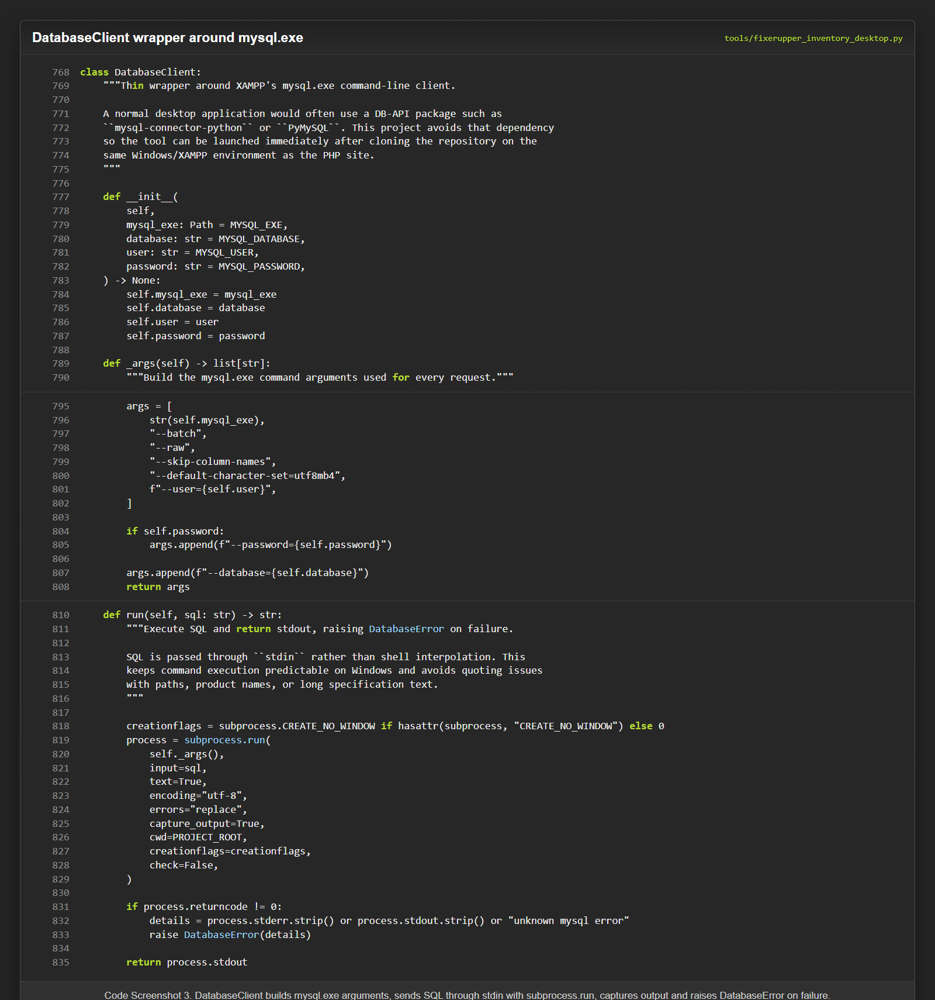 DatabaseClient wrapper around mysql.exe
tools/fixerupper_inventory_desktop.py
768 class DatabaseClient:
769     """Thin wrapper around XAMPP's mysql.exe command-line client.
770
771     A normal desktop application would often use a DB-API package such as
772     ``mysql-connector-python`` or ``PyMySQL``. This project avoids that dependency
773     so the tool can be launched immediately after cloning the repository on the
774     same Windows/XAMPP environment as the PHP site.
775     """
776
777     def __init__(
778         self,
779         mysql_exe: Path = MYSQL_EXE,
780         database: str = MYSQL_DATABASE,
781         user: str = MYSQL_USER,
782         password: str = MYSQL_PASSWORD,
783     ) -> None:
784         self.mysql_exe = mysql_exe
785         self.database = database
786         self.user = user
787         self.password = password
788
789     def _args(self) -> list[str]:
790         """Build the mysql.exe command arguments used for every request."""
795         args = [
796             str(self.mysql_exe),
797             "--batch",
798             "--raw",
799             "--skip-column-names",
800             "--default-character-set=utf8mb4",
801             f"--user={self.user}",
802         ]
803
804         if self.password:
805             args.append(f"--password={self.password}")
806
807         args.append(f"--database={self.database}")
808         return args
810     def run(self, sql: str) -> str:
811         """Execute SQL and return stdout, raising DatabaseError on failure.
812
813         SQL is passed through ``stdin`` rather than shell interpolation. This
814         keeps command execution predictable on Windows and avoids quoting issues
815         with paths, product names, or long specification text.
816         """
817
818         creationflags = subprocess.CREATE_NO_WINDOW if hasattr(subprocess, "CREATE_NO_WINDOW") else 0
819         process = subprocess.run(
820             self._args(),
821             input=sql,
822             text=True,
823             encoding="utf-8",
824             errors="replace",
825             capture_output=True,
826             cwd=PROJECT_ROOT,
827             creationflags=creationflags,
828             check=False,
829         )
830
831         if process.returncode != 0:
832             details = process.stderr.strip() or process.stdout.strip() or "unknown mysql error"
833             raise DatabaseError(details)
834
835         return process.stdout
Code Screenshot 3. DatabaseClient builds mysql.exe arguments, sends SQL through stdin with subprocess.run, captures output and raises DatabaseError on failure.